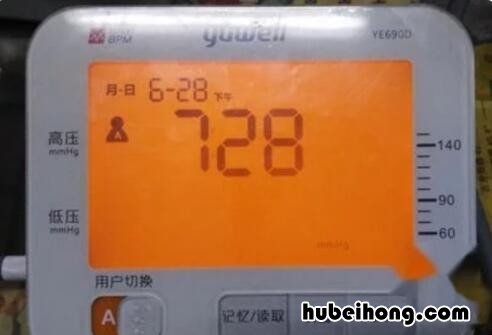 BPM
yuwell
YE690D
月-日 6-28 下午
728
A
高压
mmHg
低压
mmHg
140
90
60
mmHg
用户切换
A
记忆/读取
hubeihong.com